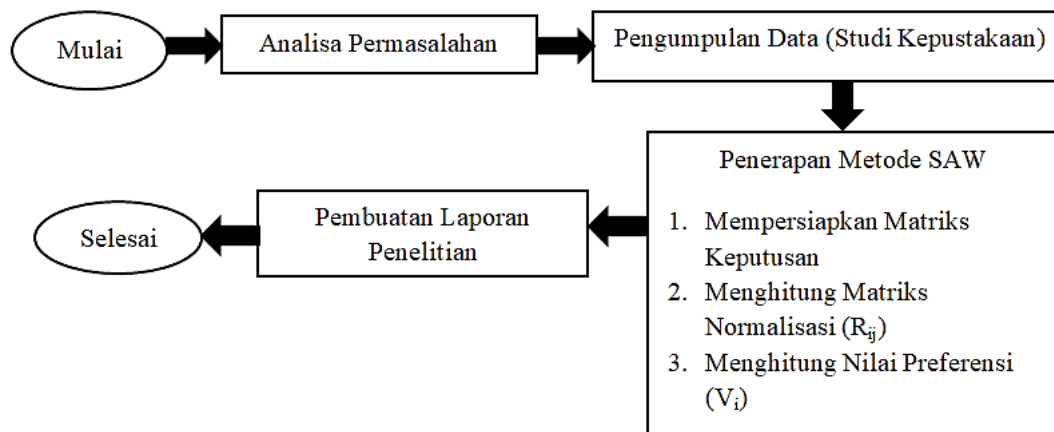 Mulai
Analisa Permasalahan
Pengumpulan Data (Studi Kepustakaan)
Penerapan Metode SAW
1. Mempersiapkan Matriks
Keputusan
2. Menghitung Matriks
Normalisasi (Rij)
3. Menghitung Nilai Preferensi
(Vi)
Pembuatan Laporan
Penelitian
Selesai